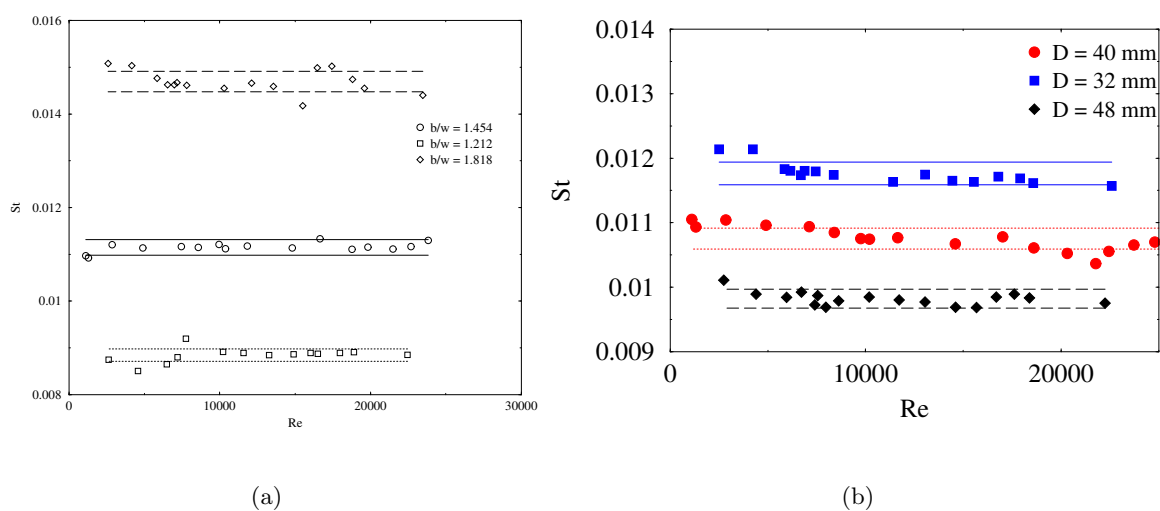 0.016
0.014
0.012
0.010
0.008
St
0
10000
20000
30000
Re
b/w = 1.454
b/w = 1.212
b/w = 1.818
(a)
0.014
0.013
0.012
0.011
0.01
0.009
St
0
10000
20000
Re
D = 40 mm
D = 32 mm
D = 48 mm
(b)